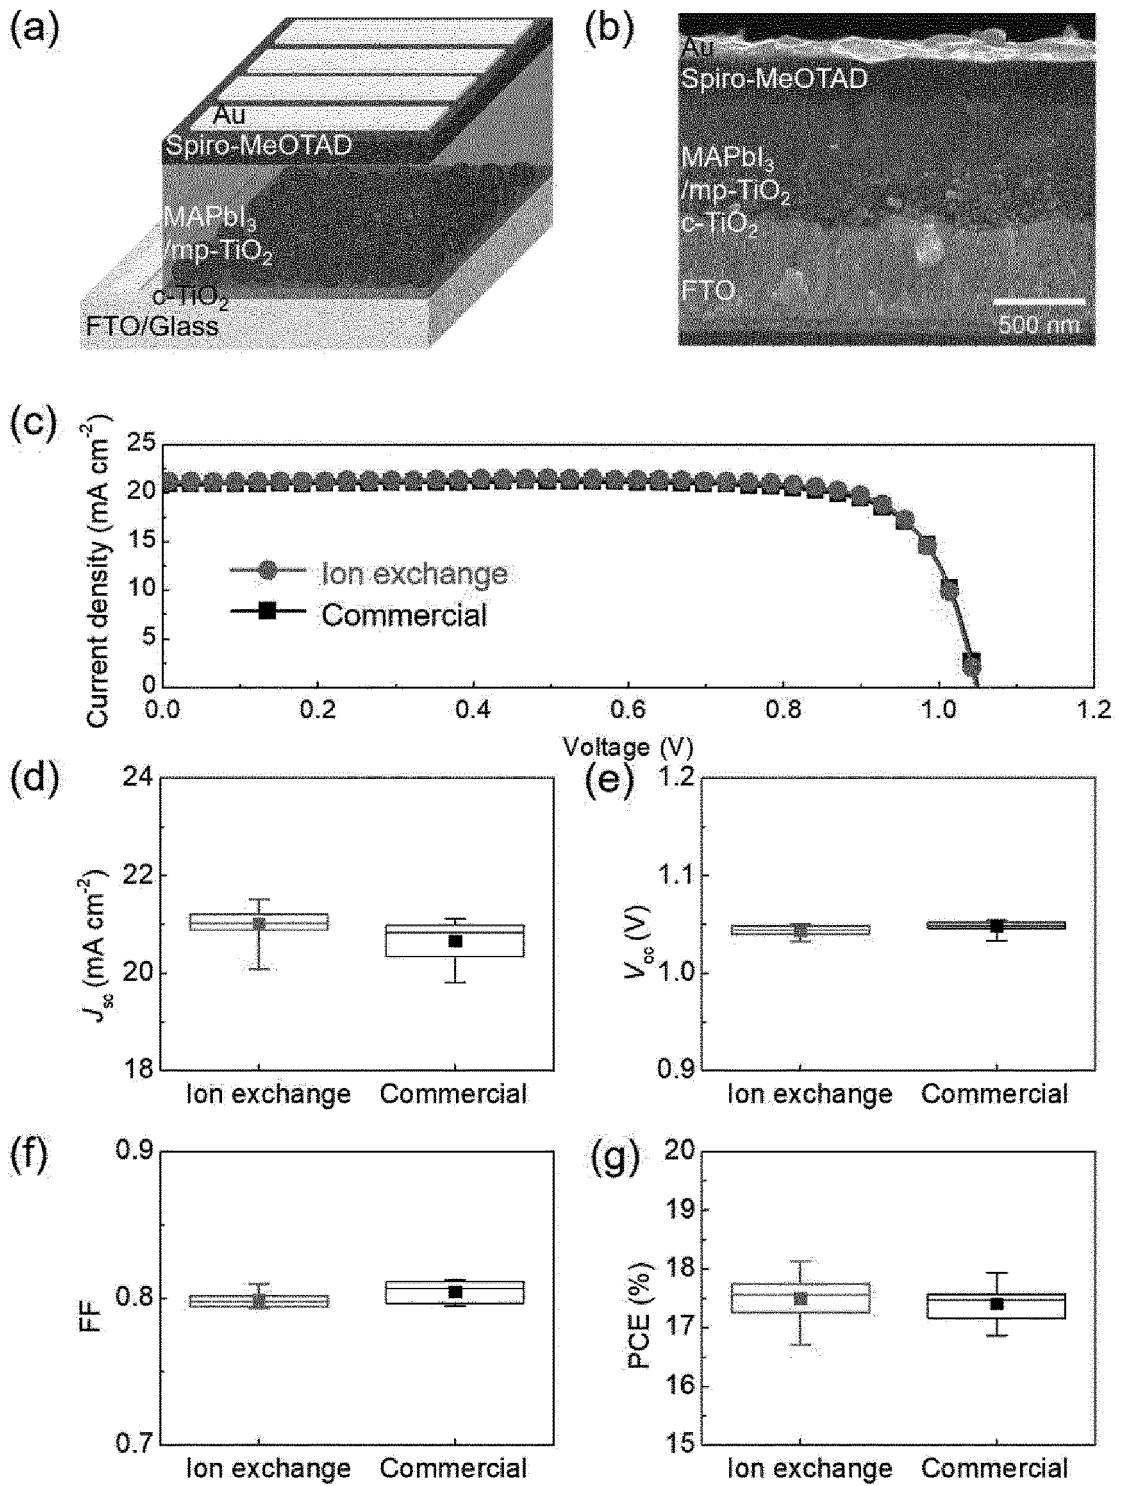 (a)
Au
Spiro-MeOTAD
MAPbI₃
/mp-TiO₂
c-TiO₂
FTO/Glass
(b)
Au
Spiro-MeOTAD
MAPbI₃
/mp-TiO₂
c-TiO₂
FTO
500 nm
(c)
Current density (mA cm⁻²)
25
20
15
10
5
0
Ion exchange
Commercial
0.0 0.2 0.4 0.6 0.8 1.0 1.2
Voltage (V)
(d)
J_sc (mA cm⁻²)
24
22
20
18
Ion exchange Commercial
(e)
V_oc (V)
1.2
1.1
1.0
0.9
Ion exchange Commercial
(f)
FF
0.9
0.8
0.7
Ion exchange Commercial
(g)
PCE (%)
20
19
18
17
16
15
Ion exchange Commercial